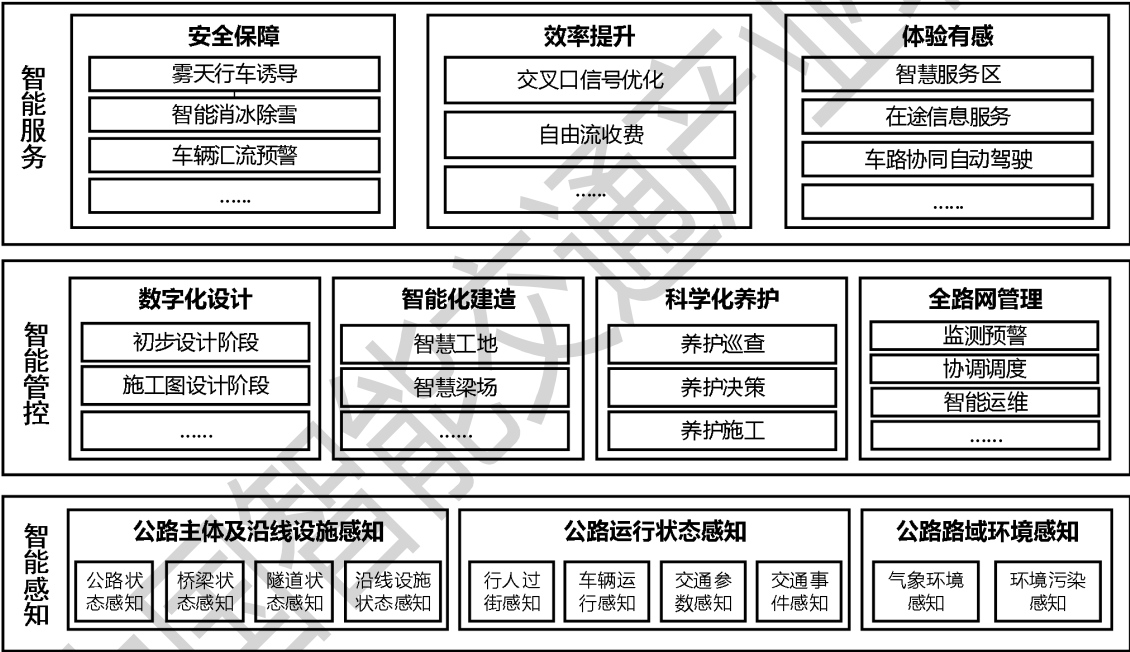 智能服务
安全保障
雾天行车诱导
智能消冰除雪
车辆汇流预警
……
效率提升
交叉口信号优化
自由流收费
……
体验有感
智慧服务区
在途信息服务
车路协同自动驾驶
……
智能管控
数字化设计
初步设计阶段
施工图设计阶段
……
智能化建造
智慧工地
智慧梁场
……
科学化养护
养护巡查
养护决策
养护施工
全路网管理
监测预警
协调调度
智能运维
……
智能感知
公路主体及沿线设施感知
公路状
态感知
桥梁状
态感知
隧道状
态感知
沿线设施
状态感知
公路运行状态感知
行人过
街感知
车辆运
行感知
交通参
数感知
交通事
件感知
公路路域环境感知
气象环境
感知
环境污染
感知
国智能交通产业